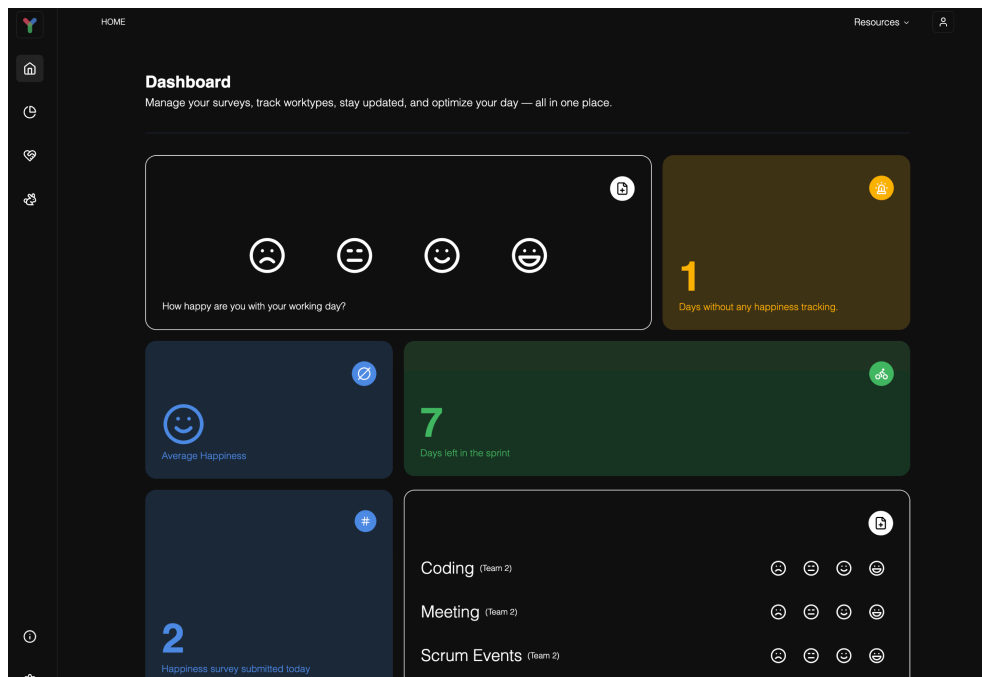 HOME
Resources
Dashboard
Manage your surveys, track worktypes, stay updated, and optimize your day — all in one place.
How happy are you with your working day?
1
Days without any happiness tracking.
Average Happiness
7
Days left in the sprint
#
2
Happiness survey submitted today
Coding (Team 2)
Meeting (Team 2)
Scrum Events (Team 2)